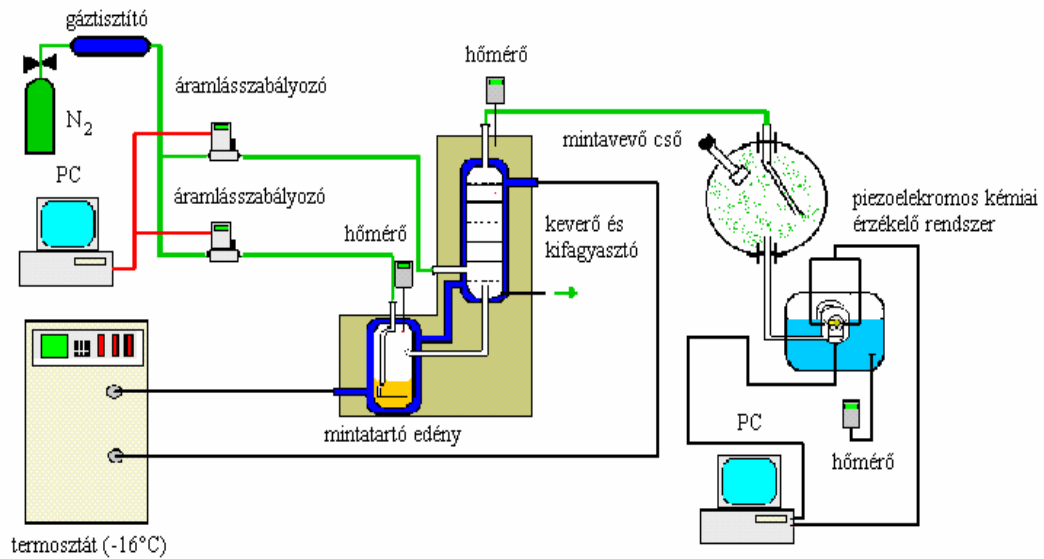 gáztisztító
N2
áramlásszabályozó
PC
áramlásszabályozó
hőmérő
hőmérő
mintavevő cső
piezoelekromos kémiai
érzékelő rendszer
keverő és
kifagyasztó
mintatartó edény
PC
hőmérő
termosztát (-16°C)